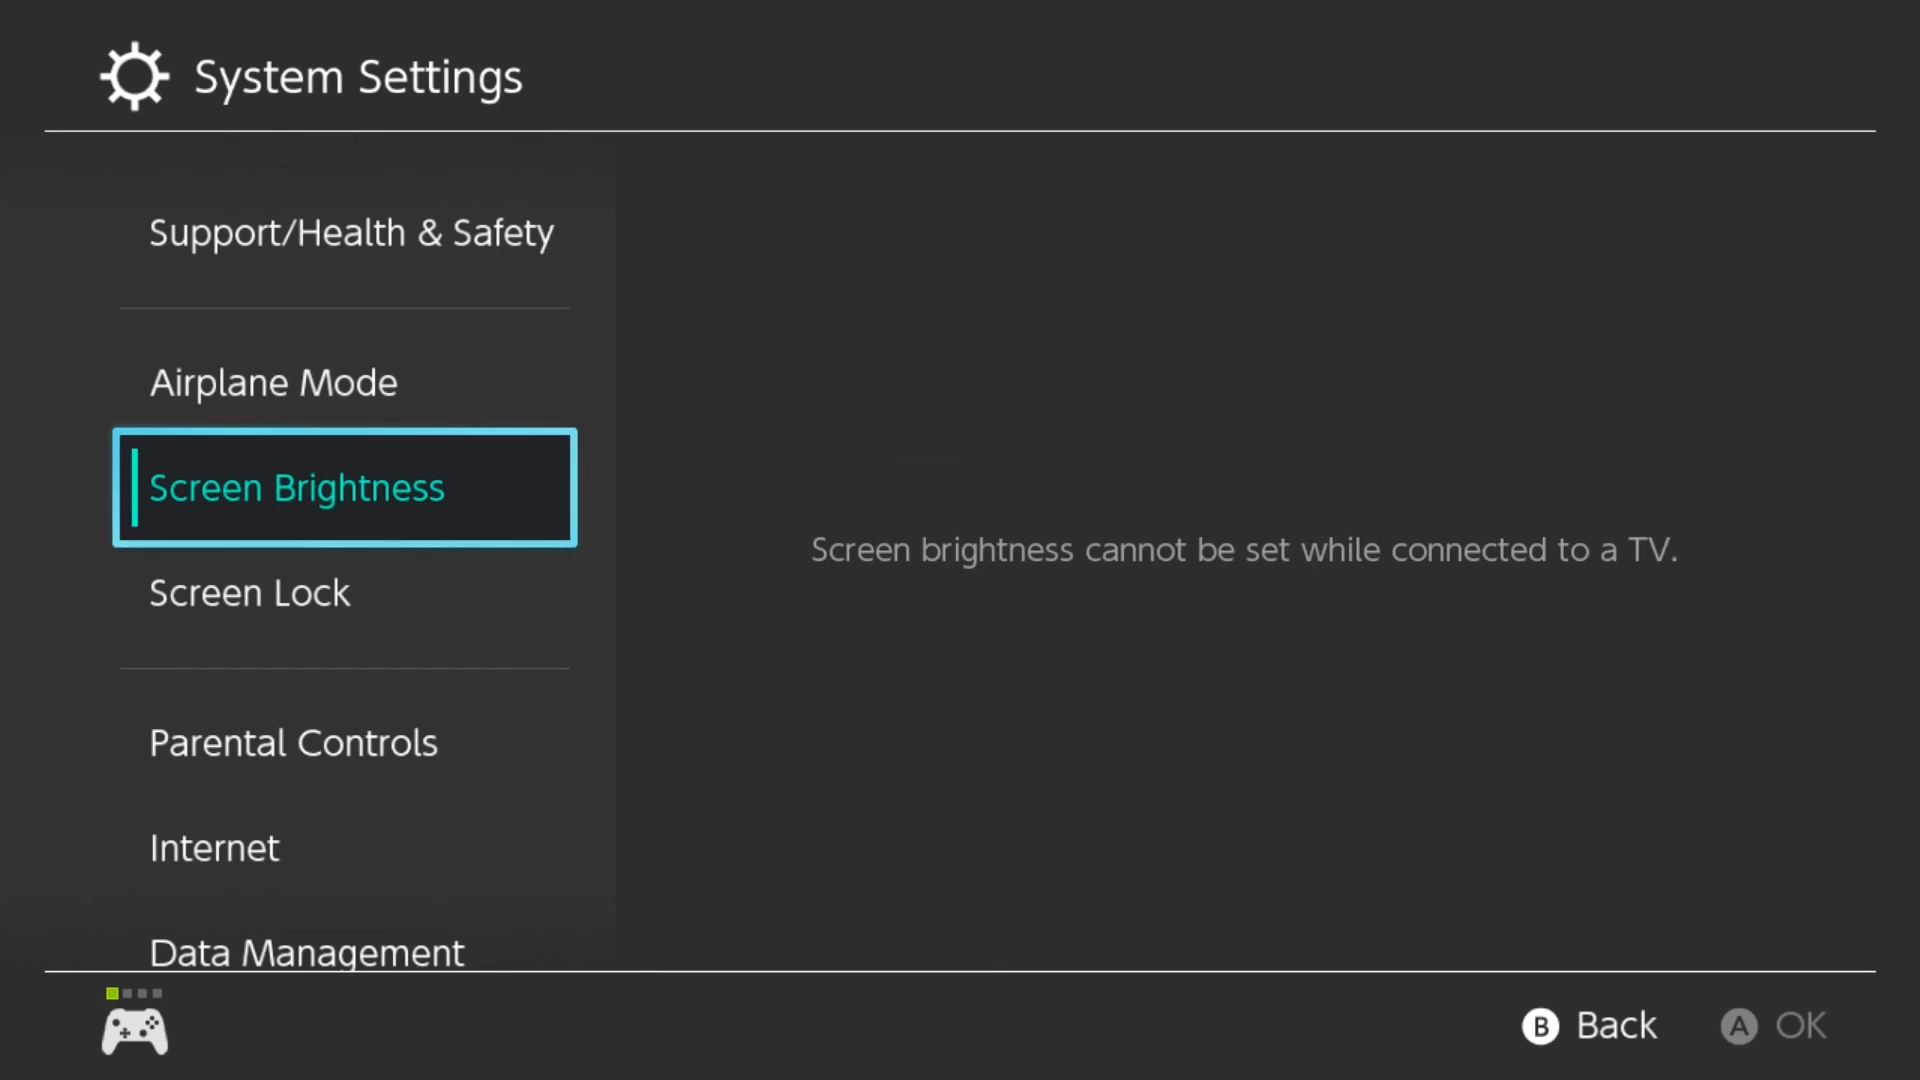 System Settings
Support/Health & Safety
Airplane Mode
Screen Brightness
Screen Lock
Parental Controls
Internet
Data Management
Screen brightness cannot be set while connected to a TV.
B Back
A OK